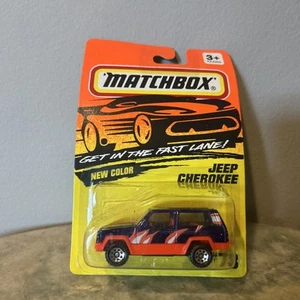 3+
MATCHBOX®
GET IN THE FAST LANE!
NEW COLOR
JEEP
CHEROKEE